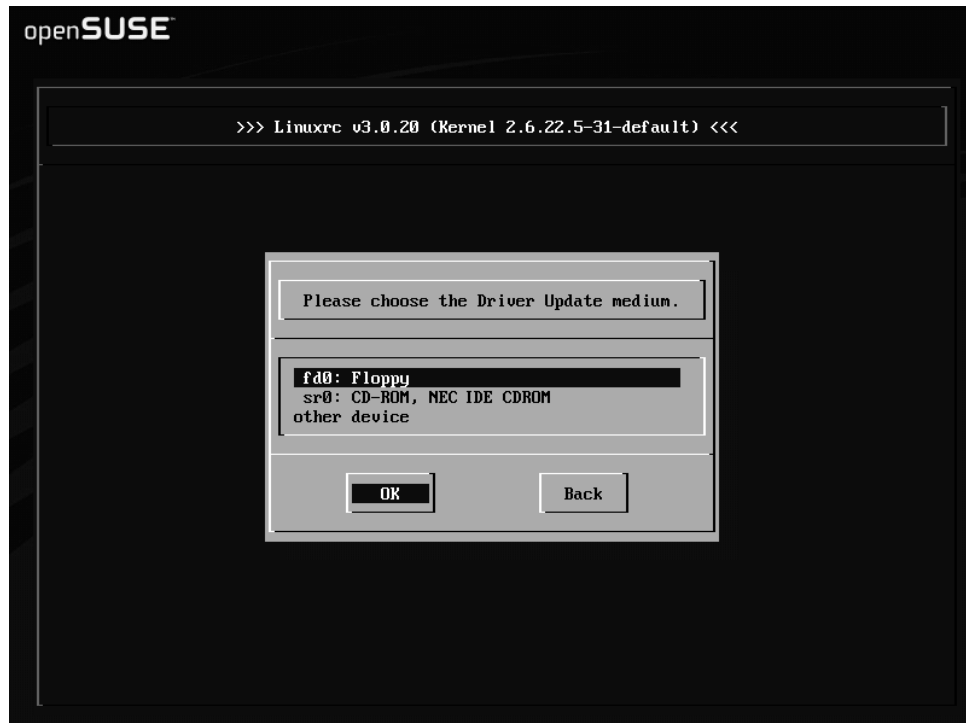 openSUSE™
>>> Linuxrc v3.0.20 (Kernel 2.6.22.5-31-default) <<<
Please choose the Driver Update medium.
fd0: Floppy
sr0: CD-ROM, NEC IDE CDROM
other device
OK Back